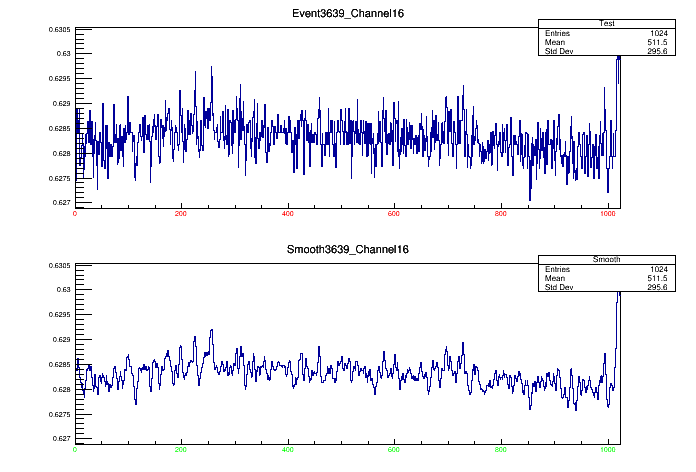 Event3639_Channel16
Test
Entries 1024
Mean 511.5
Std Dev 295.6
0.6305
0.63
0.6295
0.629
0.6285
0.628
0.6275
0.627
0 200 400 600 800 1000
Smooth3639_Channel16
Smooth
Entries 1024
Mean 511.5
Std Dev 295.6
0.6305
0.63
0.6295
0.629
0.6285
0.628
0.6275
0.627
0 200 400 600 800 1000